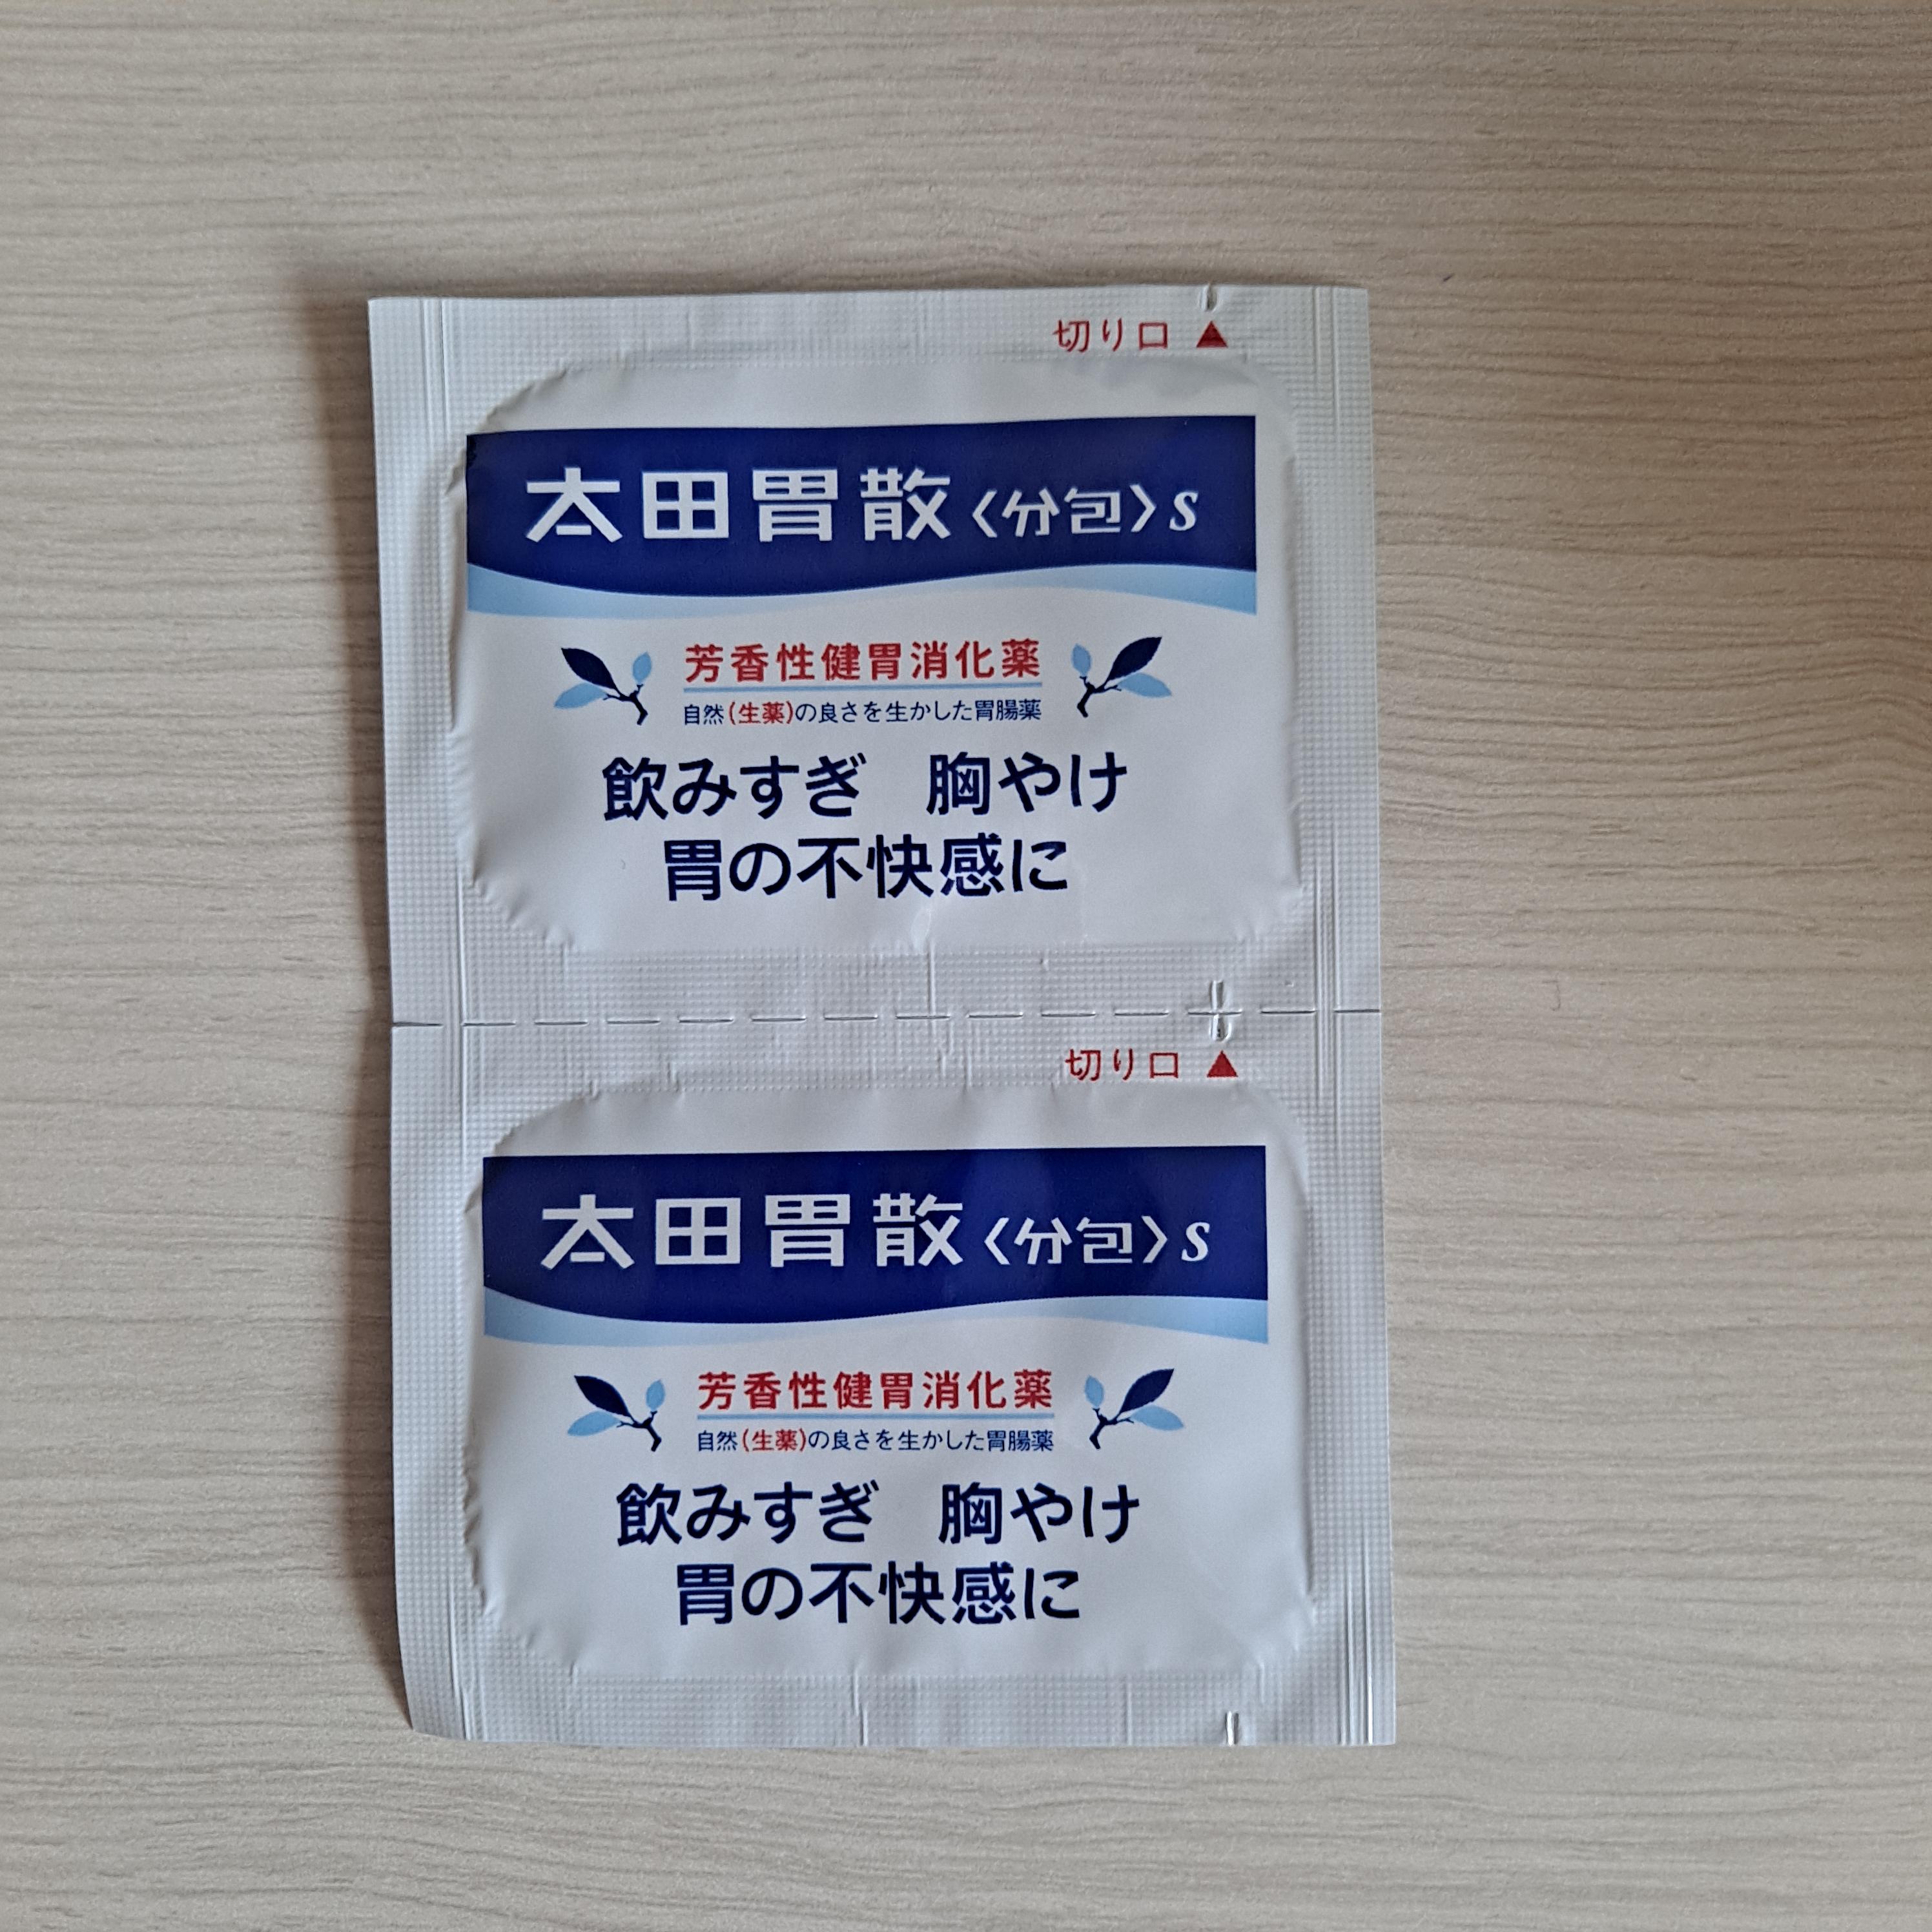 切り口 ▲
太田胃散〈分包〉S
芳香性健胃消化薬
自然(生薬)の良さを生かした胃腸薬
飲みすぎ 胸やけ
胃の不快感に
切り口 ▲
太田胃散〈分包〉S
芳香性健胃消化薬
自然(生薬)の良さを生かした胃腸薬
飲みすぎ 胸やけ
胃の不快感に